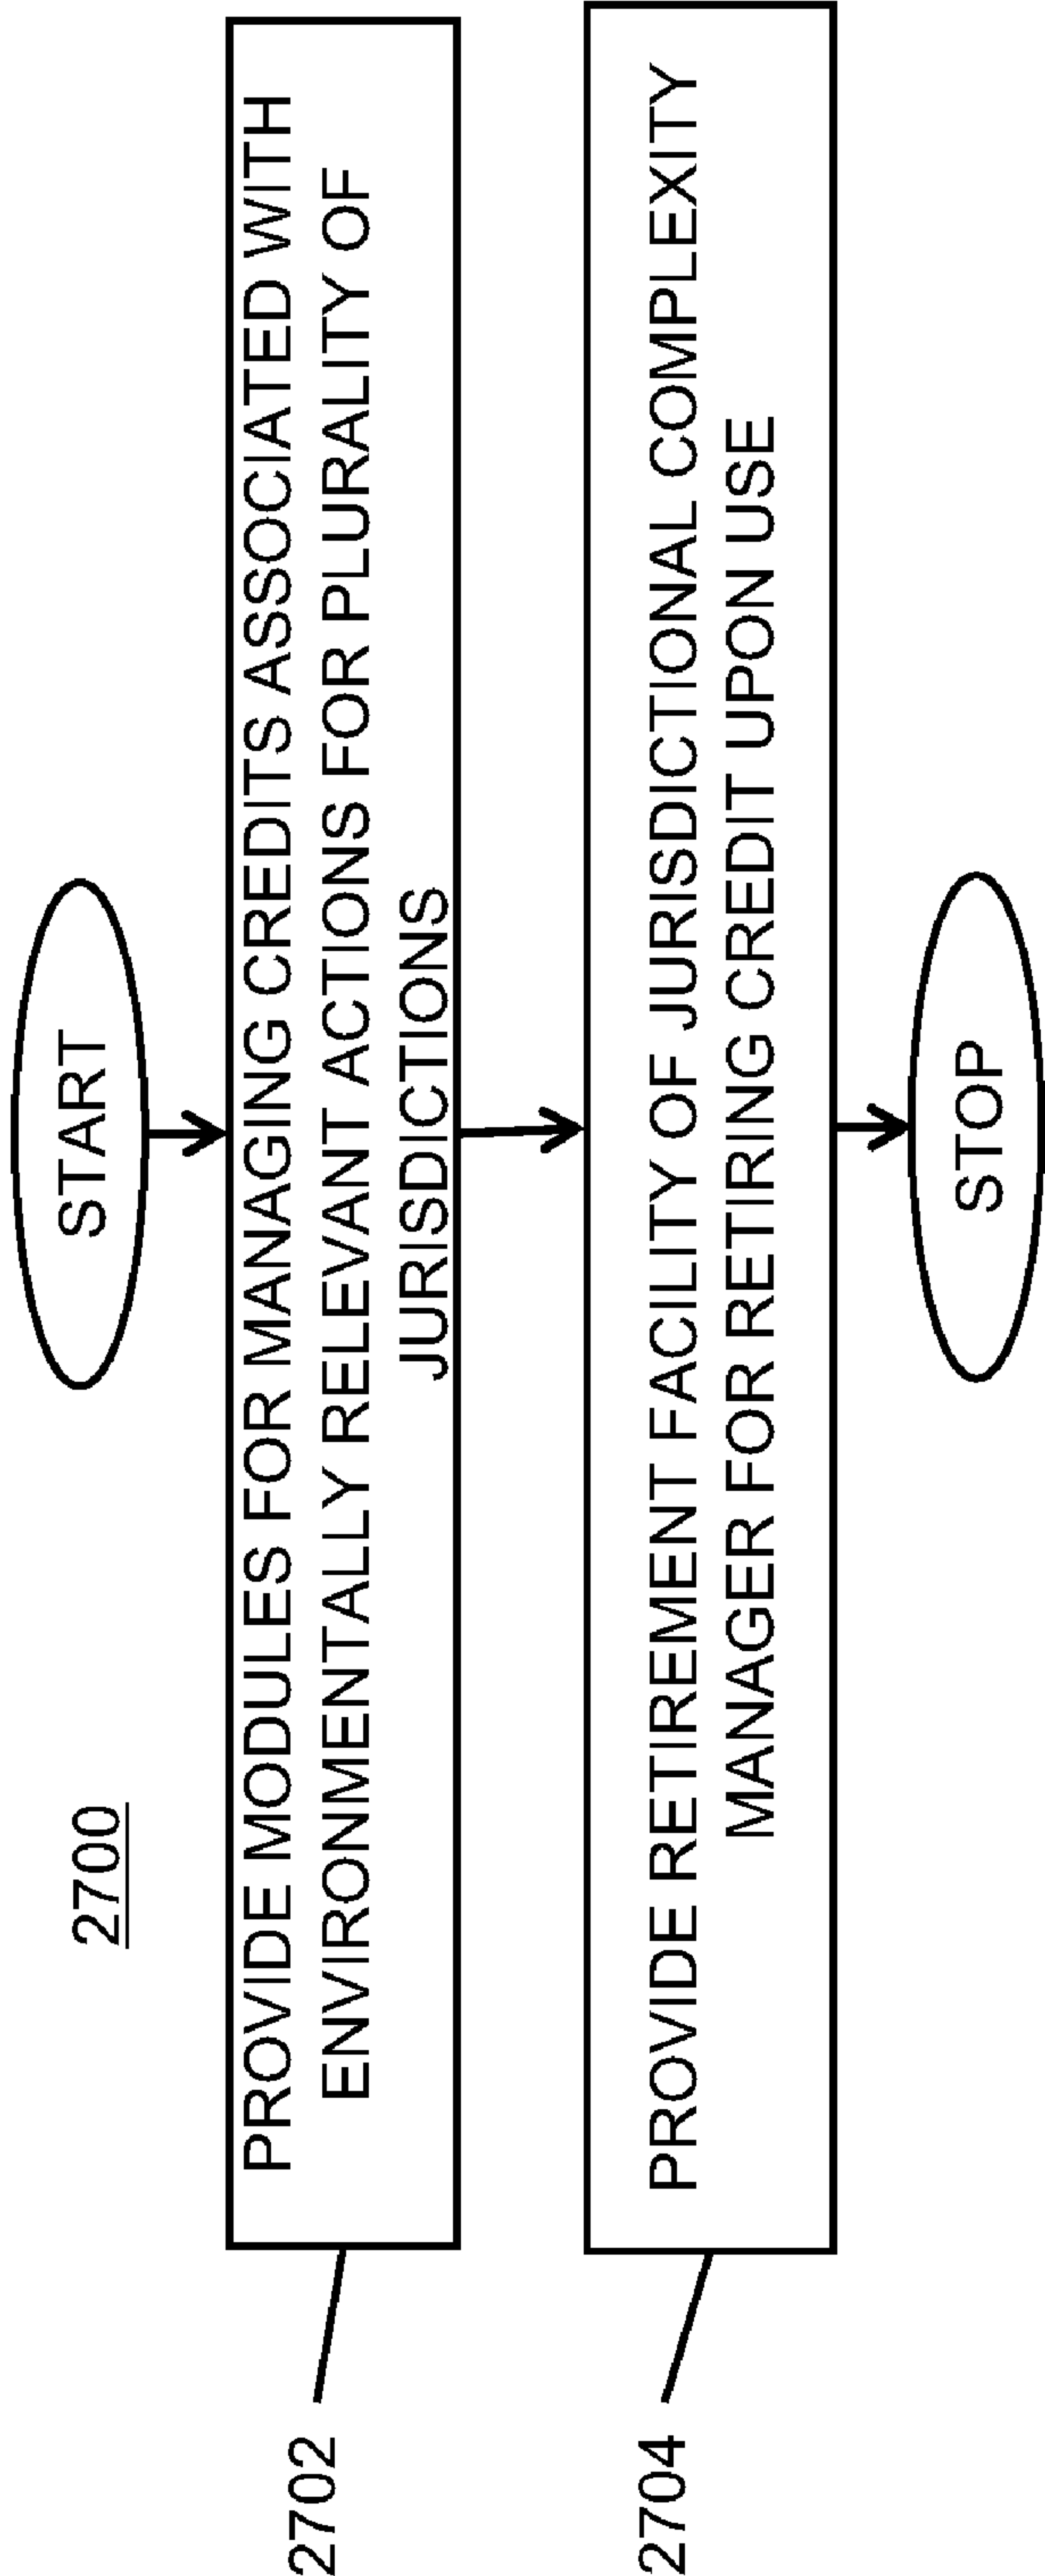 2700
START
2702
PROVIDE MODULES FOR MANAGING CREDITS ASSOCIATED WITH
ENVIRONMENTALLY RELEVANT ACTIONS FOR PLURALITY OF
JURISDICTIONS
2704
PROVIDE RETIREMENT FACILITY OF JURISDICTIONAL COMPLEXITY
MANAGER FOR RETIRING CREDIT UPON USE
STOP